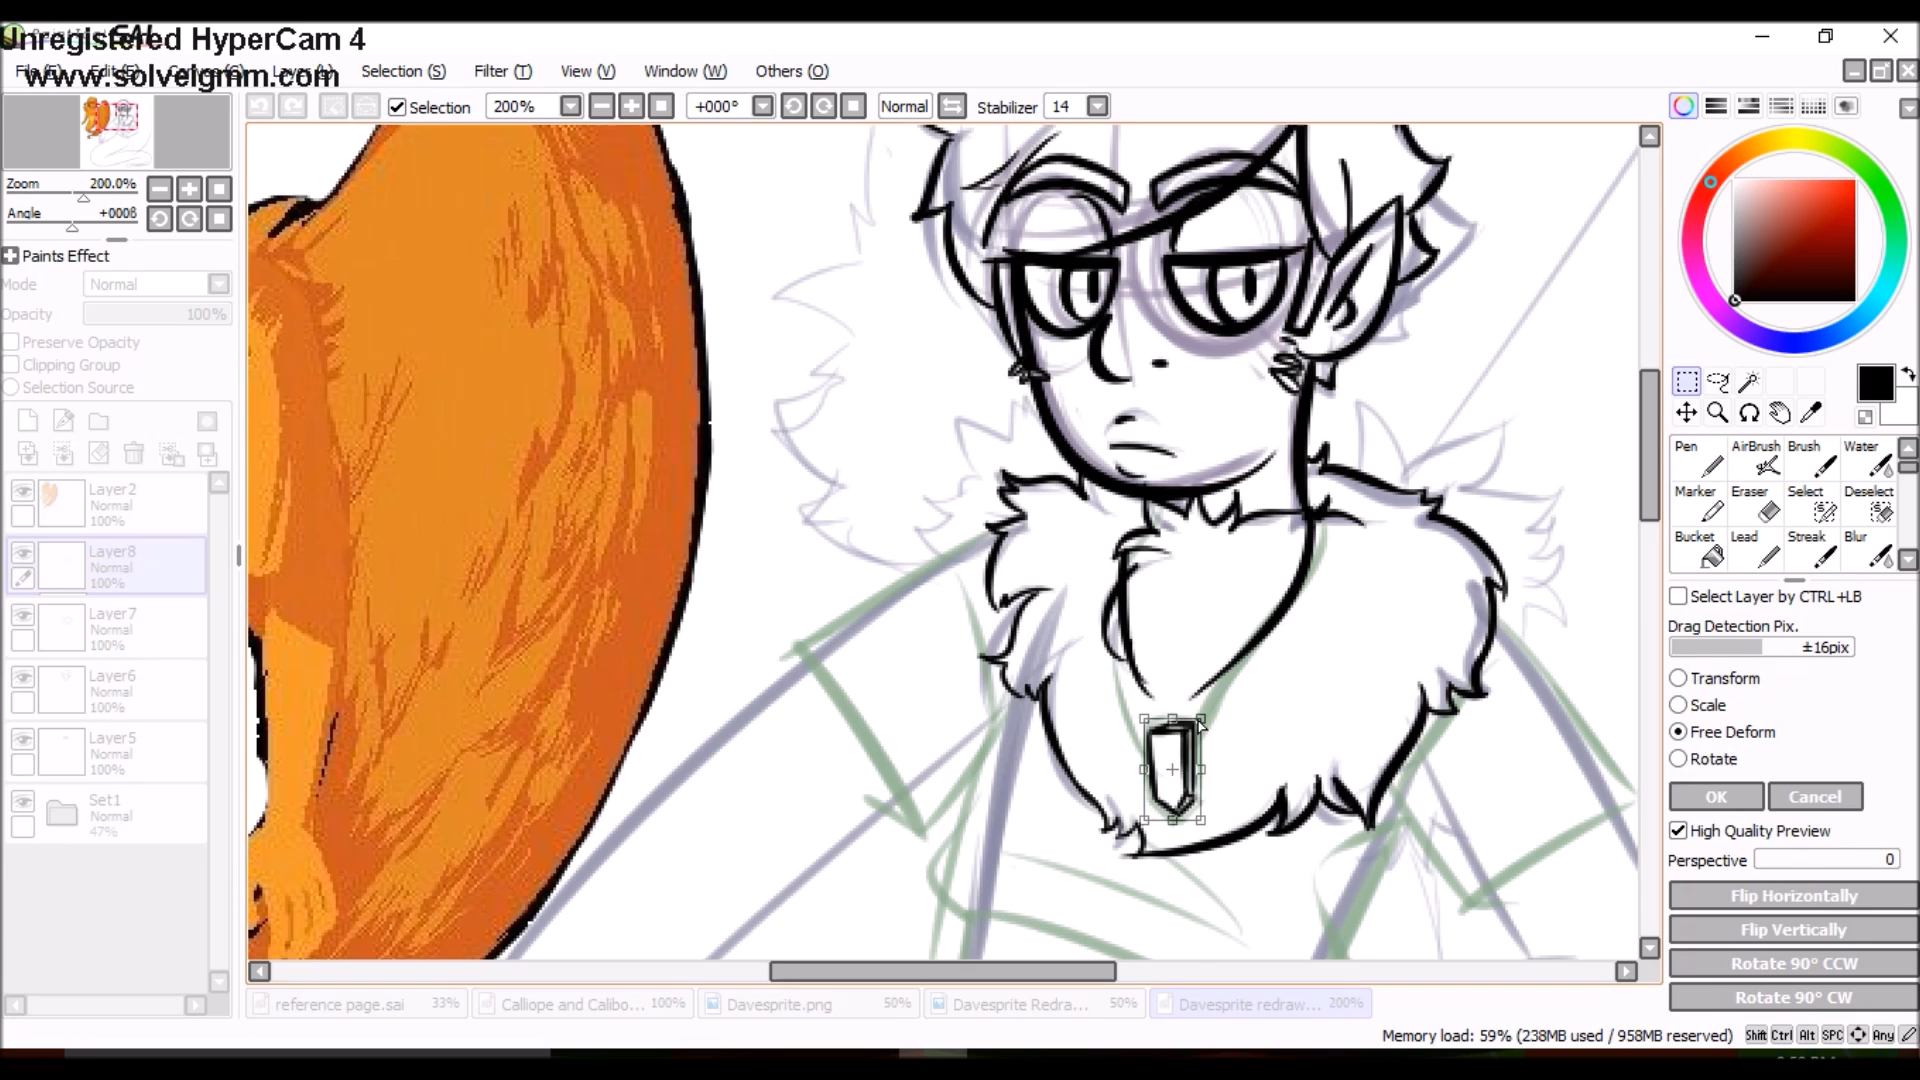 Unregistered HyperCam 4
www.solveigmm.com
File (F) Edit (E) Canvas (C) Layer (L) Selection (S) Filter (T) View (V) Window (W) Others (O)
Selection 200% +000° Normal Stabilizer 14
Zoom 200.0%
Angle +000ß
Paints Effect
Mode Normal
Opacity 100%
Preserve Opacity
Clipping Group
Selection Source
Layer2
Normal
100%
Layer8
Normal
100%
Layer7
Normal
100%
Layer6
Normal
100%
Layer5
Normal
100%
Set1
Normal
47%
Pen AirBrush Brush Water
Marker Eraser Select Deselect
Bucket Lead Streak Blur
Select Layer by CTRL+LB
Drag Detection Pix.
±16pix
Transform
Scale
Free Deform
Rotate
OK Cancel
High Quality Preview
Perspective 0
Flip Horizontally
Flip Vertically
Rotate 90° CCW
Rotate 90° CW
reference page.sai 33% Calliope and Calibo... 100% Davesprite.png 50% Davesprite Redra... 50% Davesprite redraw... 200%
Memory load: 59% (238MB used / 958MB reserved) Shift Ctrl Alt SPC Any